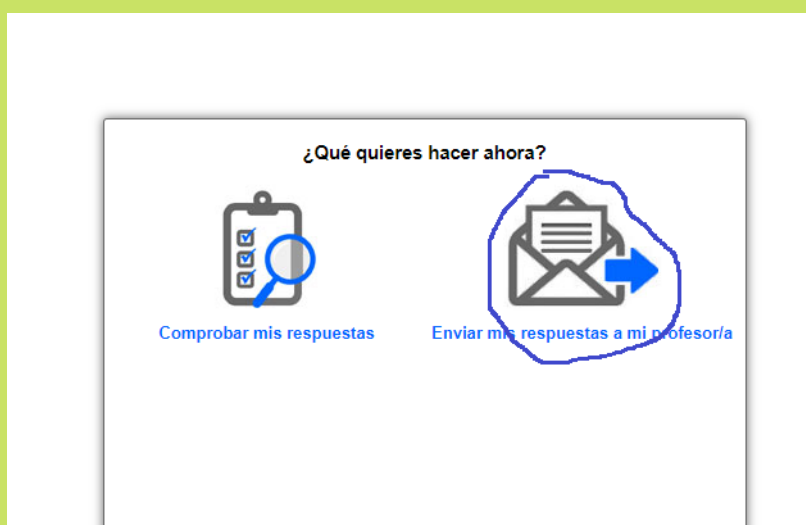 ¿Qué quieres hacer ahora?
Comprobar mis respuestas
Enviar mis respuestas a mi profesor/a